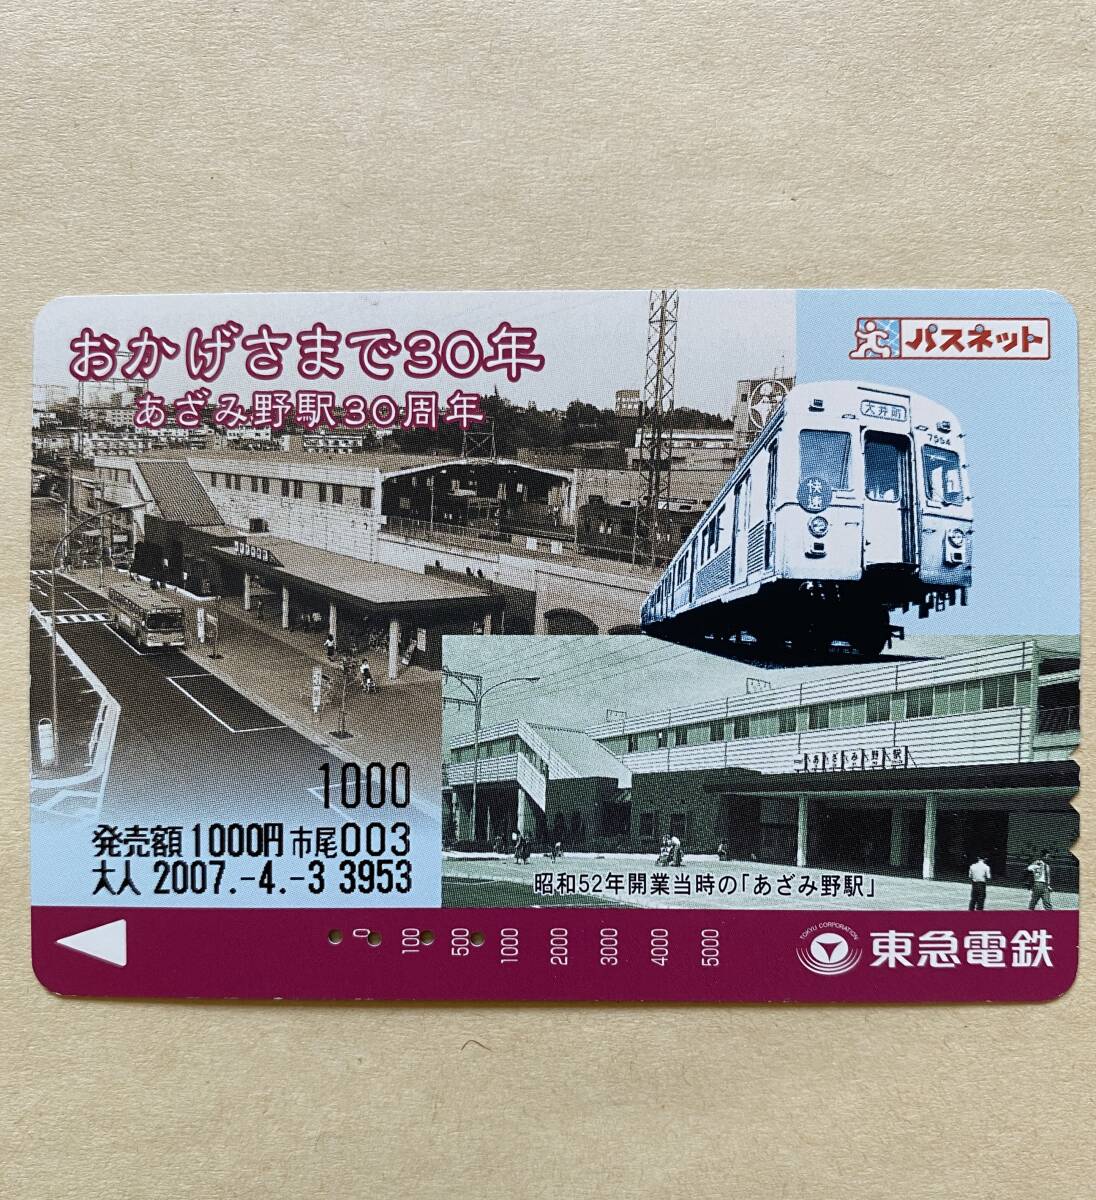 おかげさまで30年
あざみ野駅30周年
パスネット
大井町
7554
快速
あざみ野駅
1000
発売額 1000円 市尾003
大人 2007.-4.-3 3953
昭和52年開業当時の「あざみ野駅」
0 100 500 1000 2000 3000 4000 5000
TOKYU CORPORATION
東急電鉄